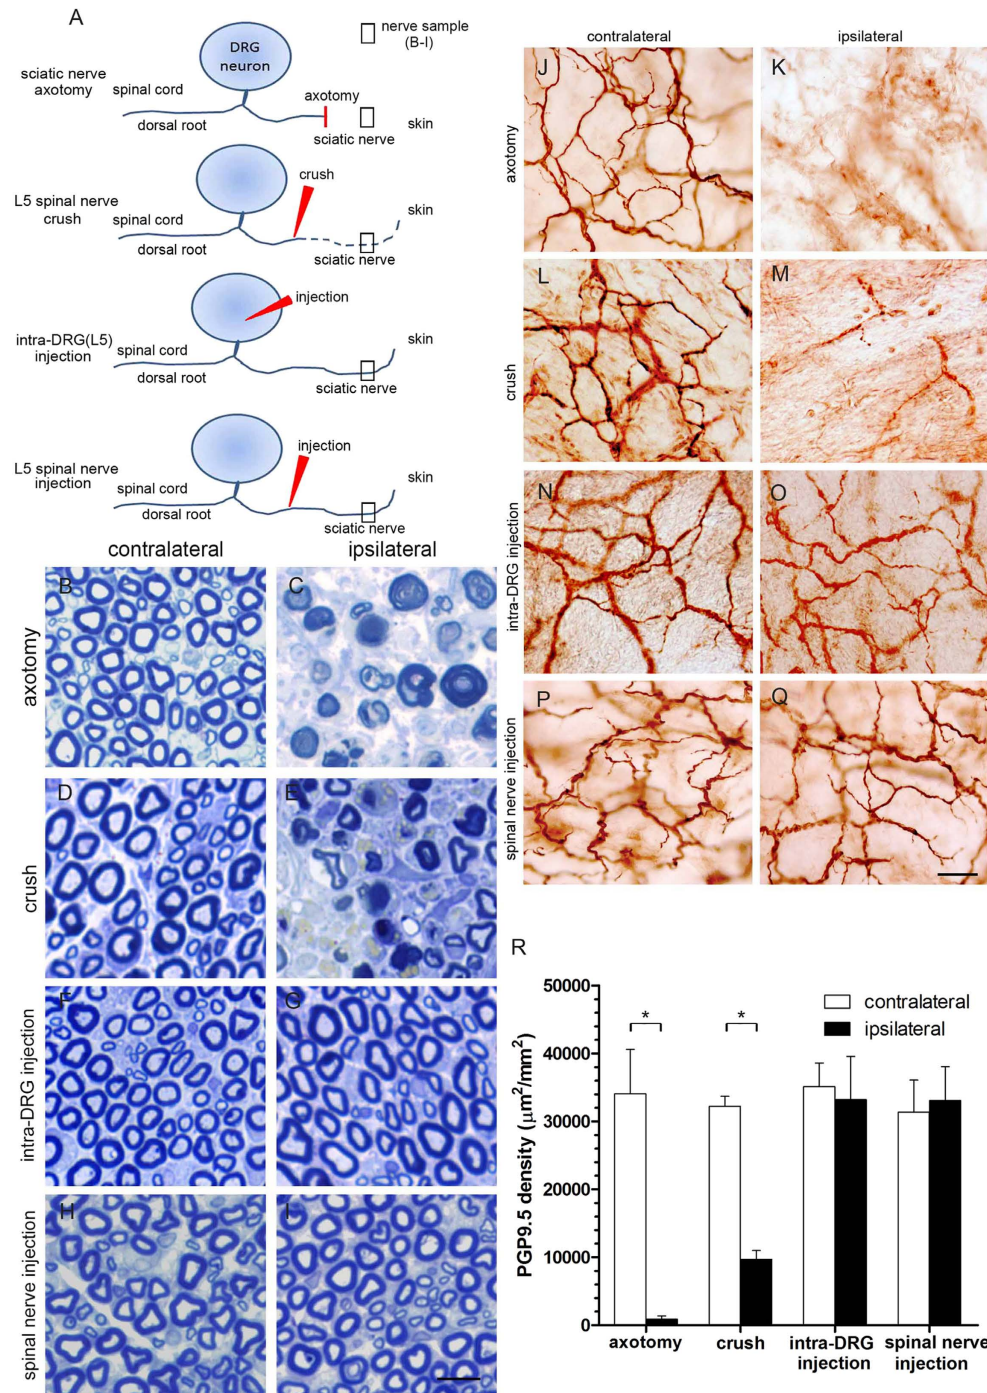 A
nerve sample
(B-I)
DRG
neuron
sciatic nerve
axotomy
spinal cord
axotomy
dorsal root
sciatic nerve
skin
crush
L5 spinal nerve
crush
spinal cord
skin
dorsal root
sciatic nerve
injection
intra-DRG(L5)
injection
spinal cord
skin
dorsal root
sciatic nerve
injection
L5 spinal nerve
injection
spinal cord
skin
dorsal root
sciatic nerve
contralateral
ipsilateral
axotomy
B
C
crush
D
E
intra-DRG injection
F
G
spinal nerve injection
H
I
contralateral
ipsilateral
axotomy
J
K
crush
L
M
intra-DRG injection
N
O
spinal nerve injection
P
Q
R
PGP9.5 density (μm²/mm²)
50000
40000
30000
20000
10000
0
*
*
contralateral
ipsilateral
axotomy
crush
intra-DRG
injection
spinal nerve
injection